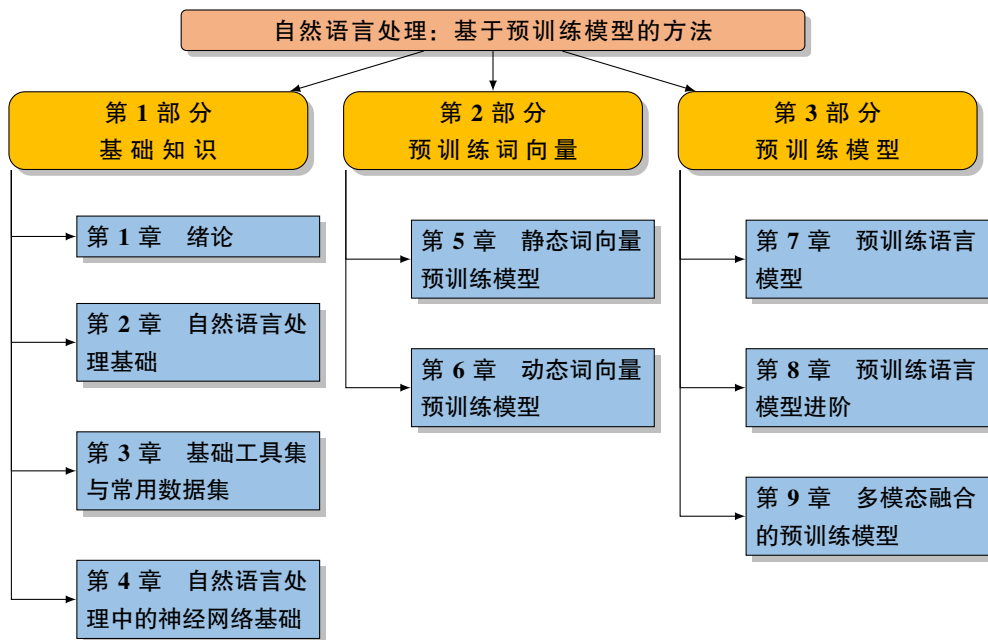 自然语言处理：基于预训练模型的方法
第 1 部分
基础知识
第 1 章 绪论
第 2 章 自然语言处
理基础
第 3 章 基础工具集
与常用数据集
第 4 章 自然语言处
理中的神经网络基础
第 2 部分
预训练词向量
第 5 章 静态词向量
预训练模型
第 6 章 动态词向量
预训练模型
第 3 部分
预训练模型
第 7 章 预训练语言
模型
第 8 章 预训练语言
模型进阶
第 9 章 多模态融合
的预训练模型